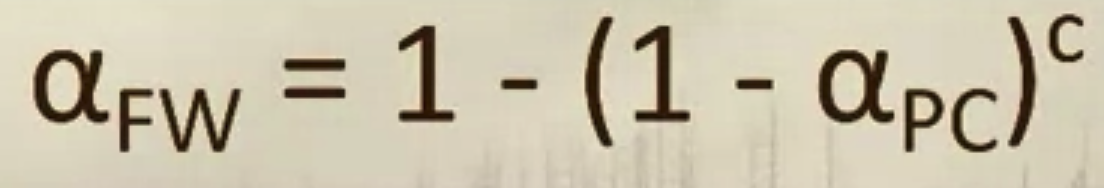 α_FW = 1 - (1 - α_PC)^c